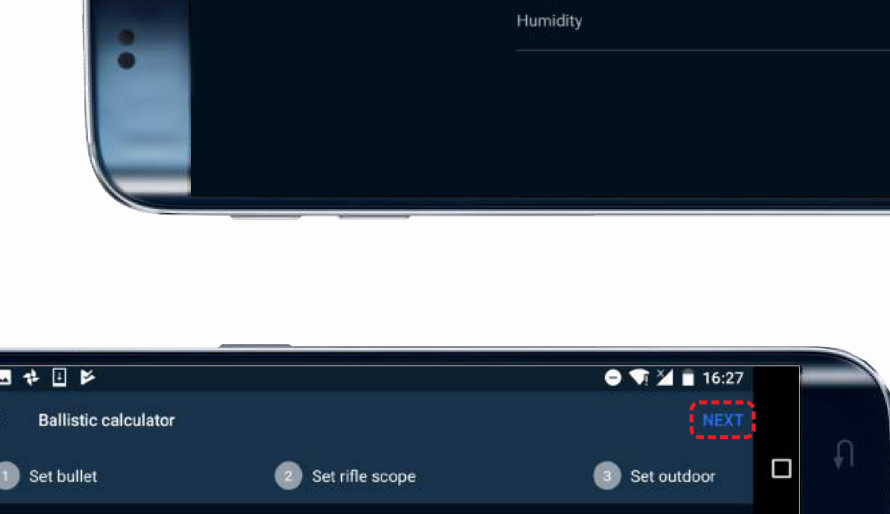 Humidity
16:27
Ballistic calculator
NEXT
1 Set bullet
2 Set rifle scope
3 Set outdoor